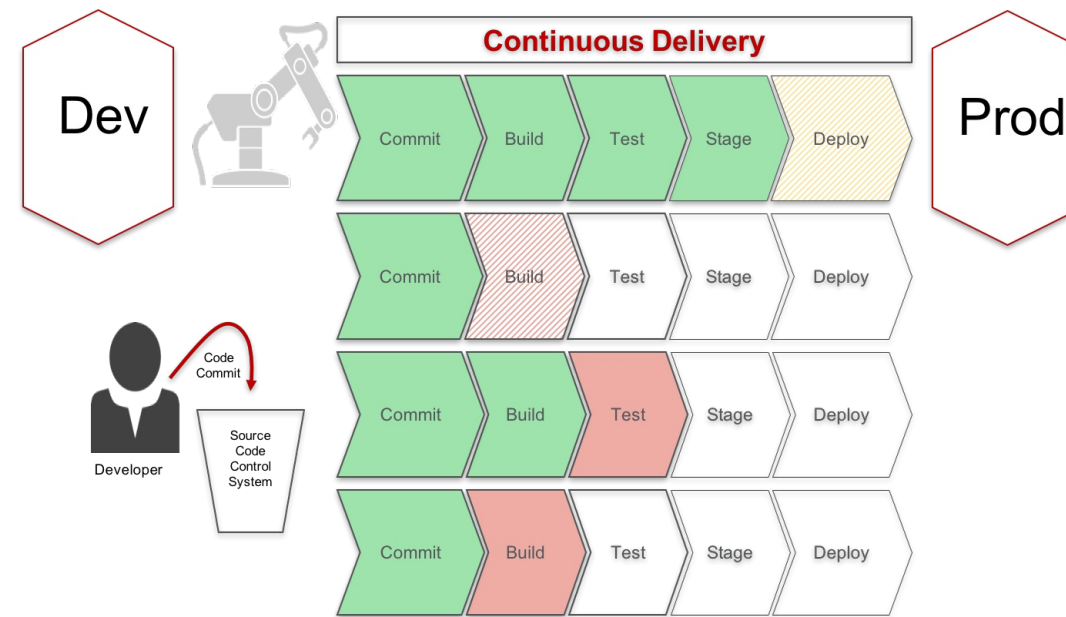 Continuous Delivery
Dev
Prod
Commit
Build
Test
Stage
Deploy
Commit
Build
Test
Stage
Deploy
Code
Commit
Commit
Build
Test
Stage
Deploy
Source
Code
Control
System
Developer
Commit
Build
Test
Stage
Deploy